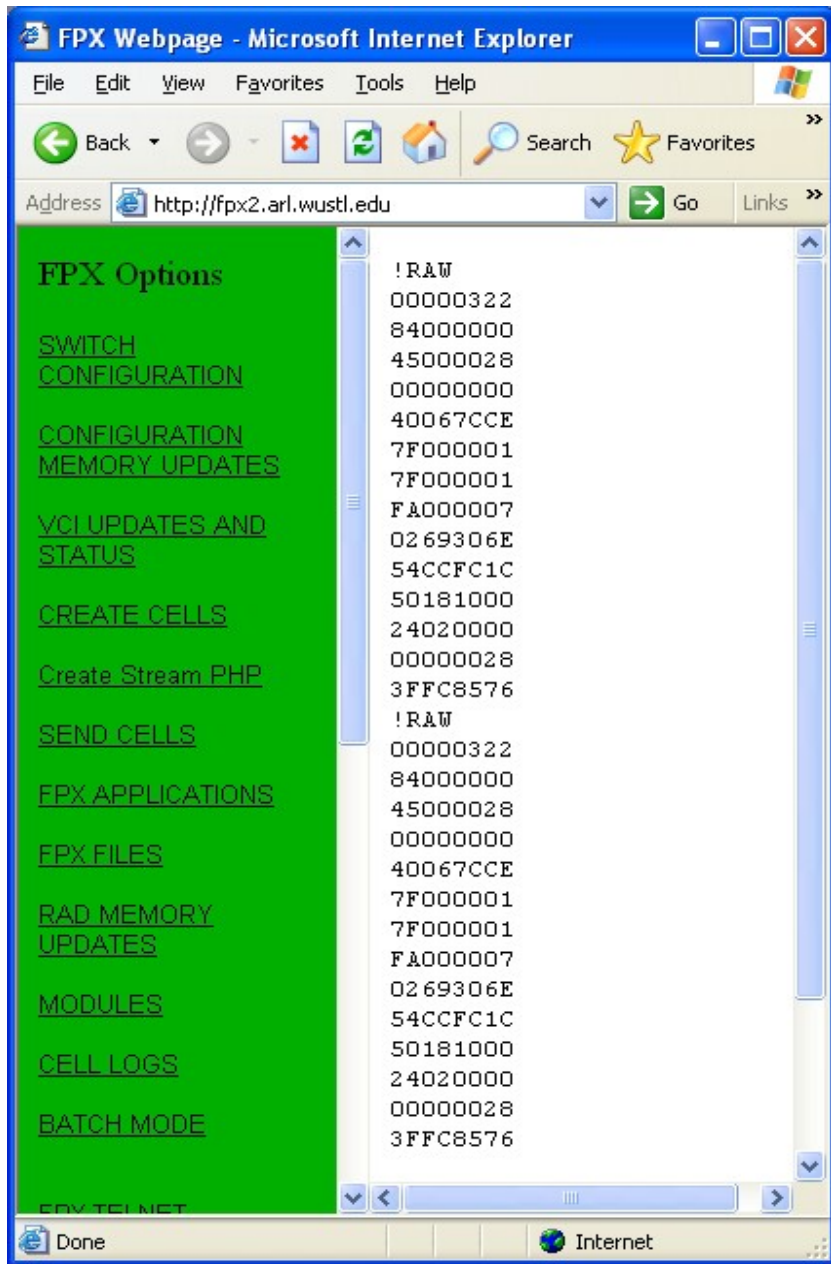 FPX Webpage - Microsoft Internet Explorer
File Edit View Favorites Tools Help
Back Search Favorites »
Address http://fpx2.arl.wustl.edu Go Links »
FPX Options
SWITCH
CONFIGURATION
CONFIGURATION
MEMORY UPDATES
VCI UPDATES AND
STATUS
CREATE CELLS
Create Stream PHP
SEND CELLS
FPX APPLICATIONS
FPX FILES
RAD MEMORY
UPDATES
MODULES
CELL LOGS
BATCH MODE
FPX TELNET
!RAW
00000322
84000000
45000028
00000000
40067CCE
7F000001
7F000001
FA000007
0269306E
54CCFC1C
50181000
24020000
00000028
3FFC8576
!RAW
00000322
84000000
45000028
00000000
40067CCE
7F000001
7F000001
FA000007
0269306E
54CCFC1C
50181000
24020000
00000028
3FFC8576
Done Internet